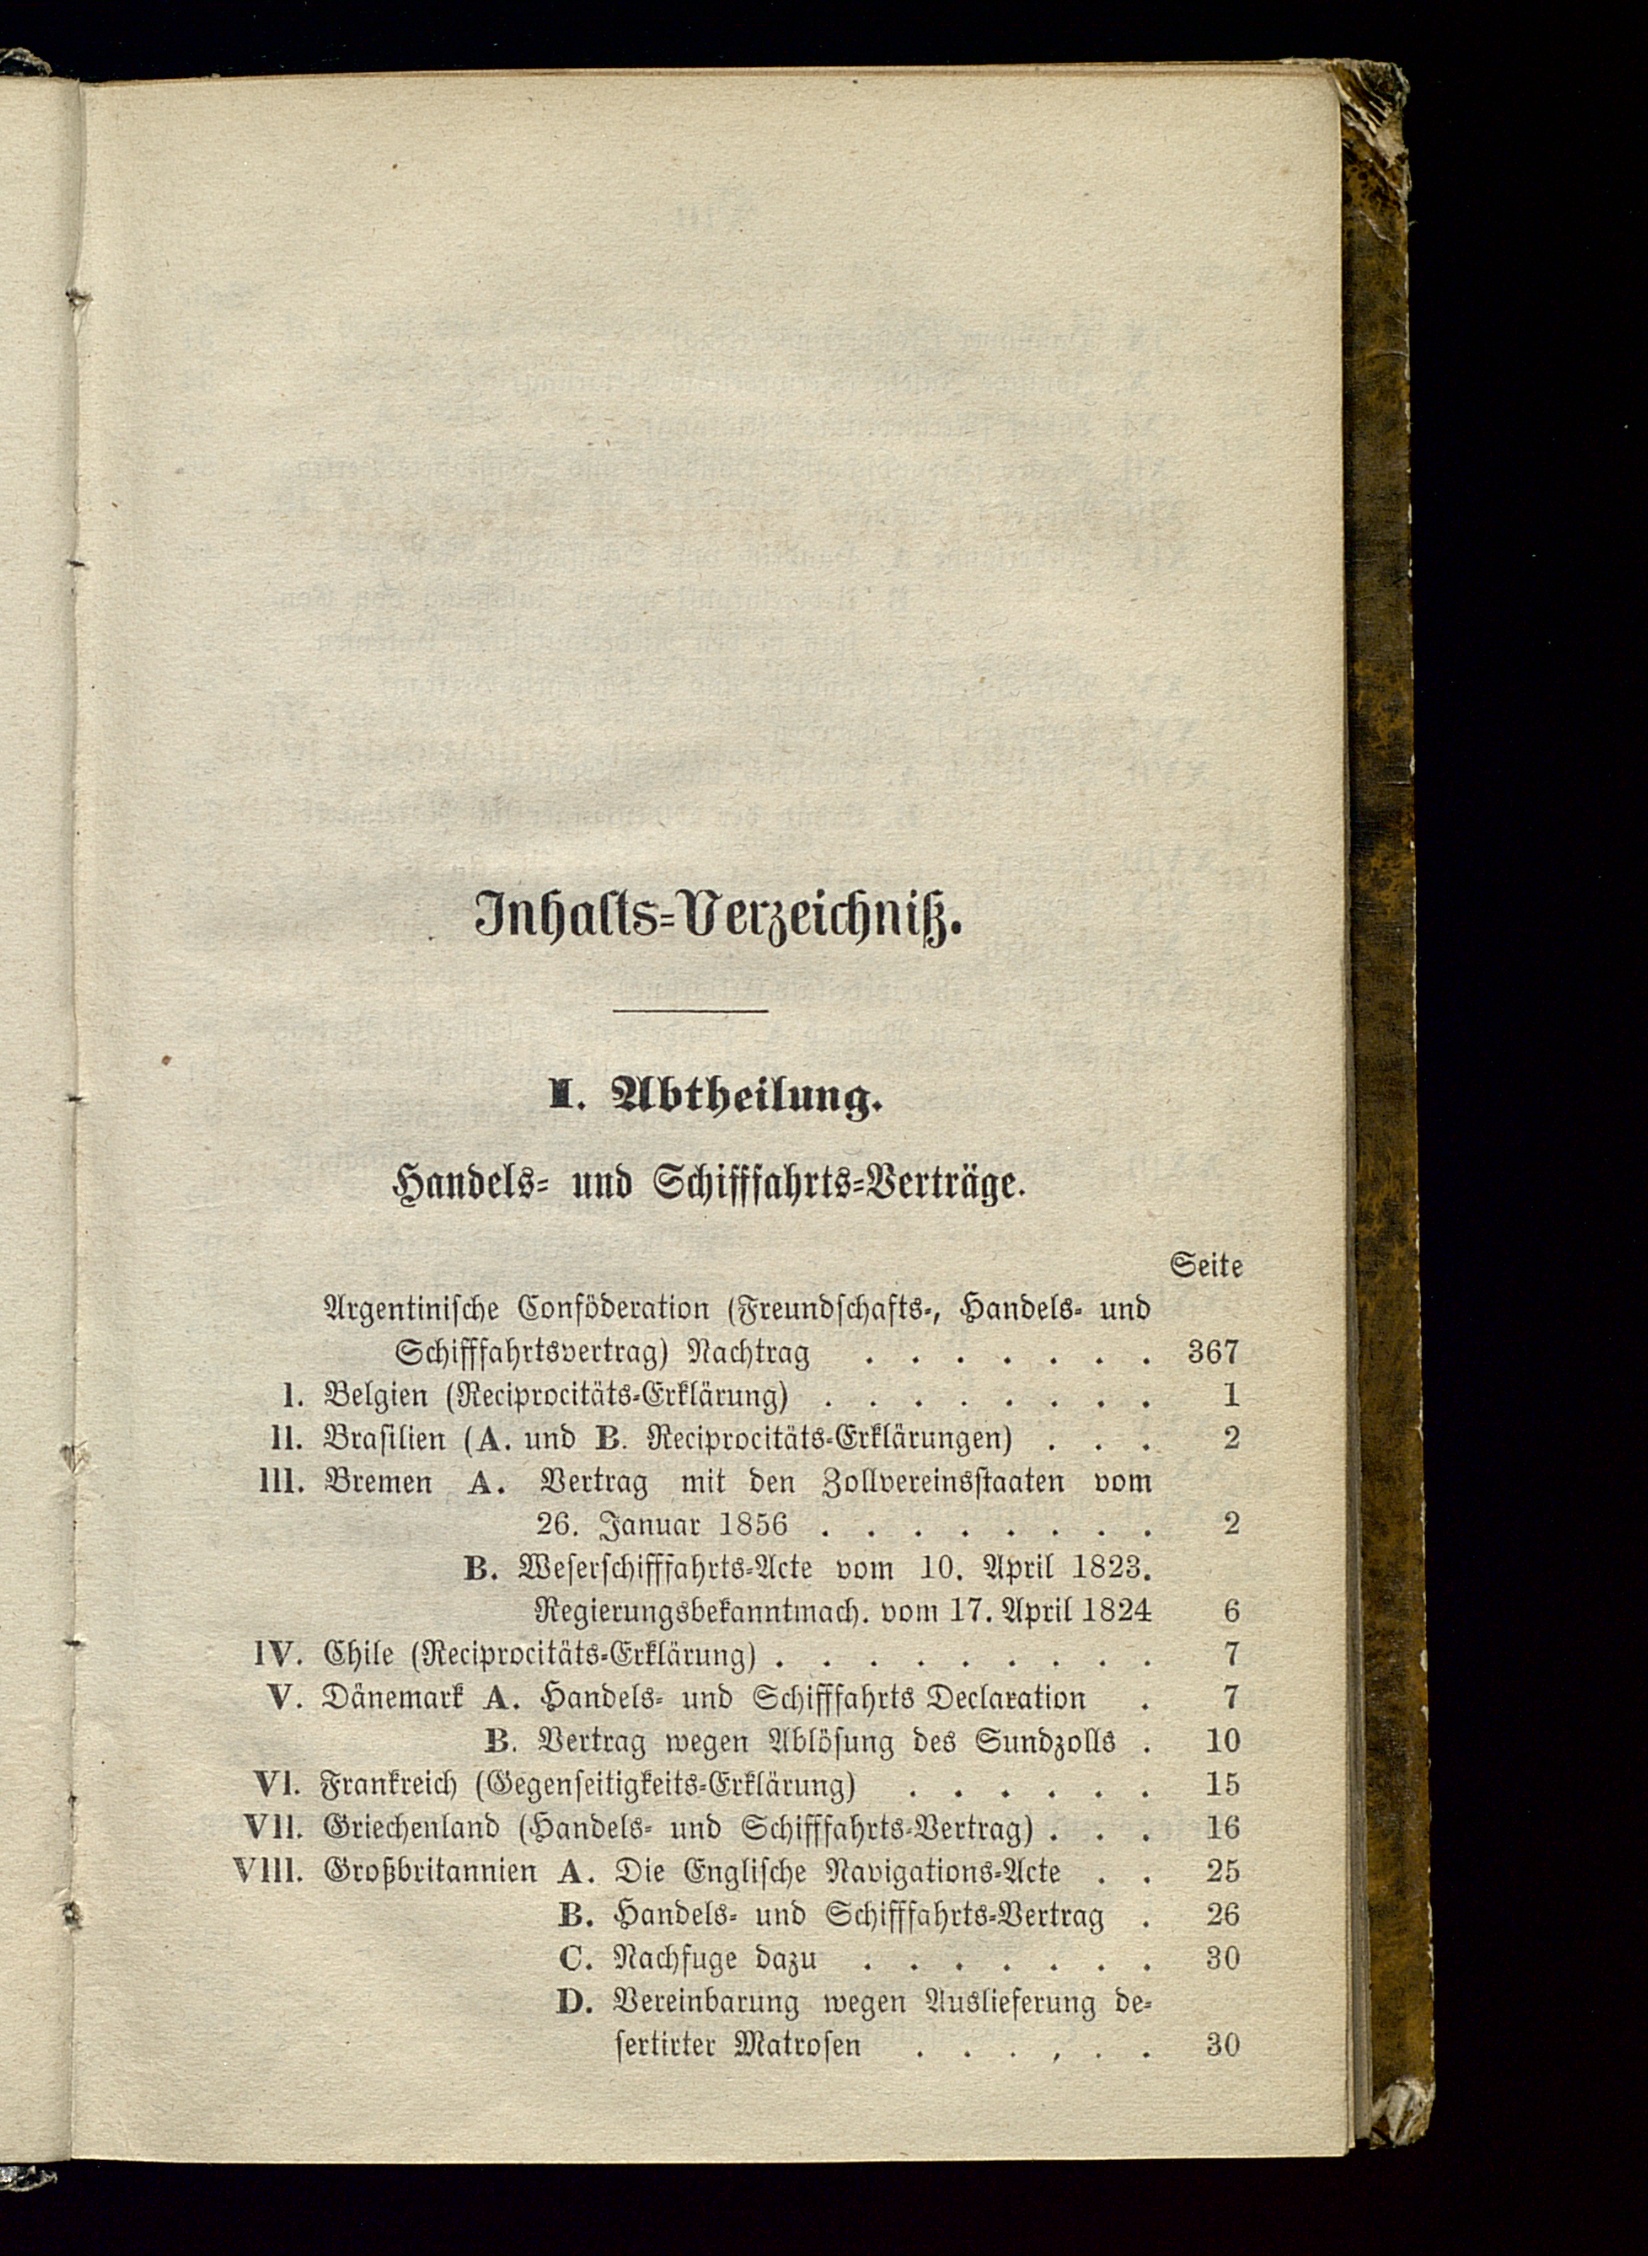 Inhalts=Verzeichniß.
I. Abtheilung.
Handels= und Schifffahrts=Verträge.
Seite
Argentinische Conföderation (Freundschafts=, Handels= und
Schifffahrtsvertrag) Nachtrag . . . . . . . 367
I. Belgien (Reciprocitäts=Erklärung) . . . . . . . . 1
II. Brasilien (A. und B. Reciprocitäts=Erklärungen) . . . 2
III. Bremen A. Vertrag mit den Zollvereinsstaaten vom
26. Januar 1856 . . . . . . . . 2
B. Weserschifffahrts=Acte vom 10. April 1823.
Regierungsbekanntmach. vom 17. April 1824 6
IV. Chile (Reciprocitäts=Erklärung) . . . . . . . . . 7
V. Dänemark A. Handels= und Schifffahrts Declaration . 7
B. Vertrag wegen Ablösung des Sundzolls . 10
VI. Frankreich (Gegenseitigkeits=Erklärung) . . . . . . 15
VII. Griechenland (Handels= und Schifffahrts=Vertrag) . . . 16
VIII. Großbritannien A. Die Englische Navigations=Acte . . 25
B. Handels= und Schifffahrts=Vertrag . 26
C. Nachfuge dazu . . . . . . . 30
D. Vereinbarung wegen Auslieferung de=
sertirter Matrosen . . . , . . 30